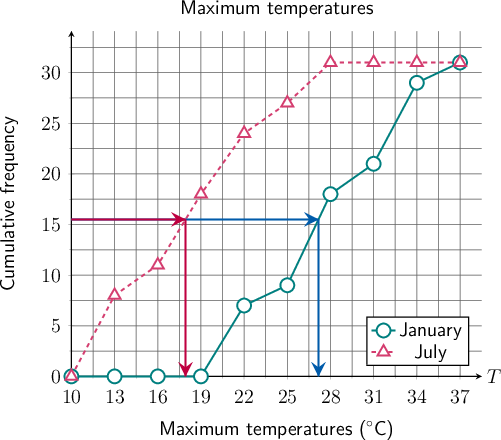 Maximum temperatures
Cumulative frequency
30
25
20
15
10
5
0
10 13 16 19 22 25 28 31 34 37 T
January
July
Maximum temperatures (°C)